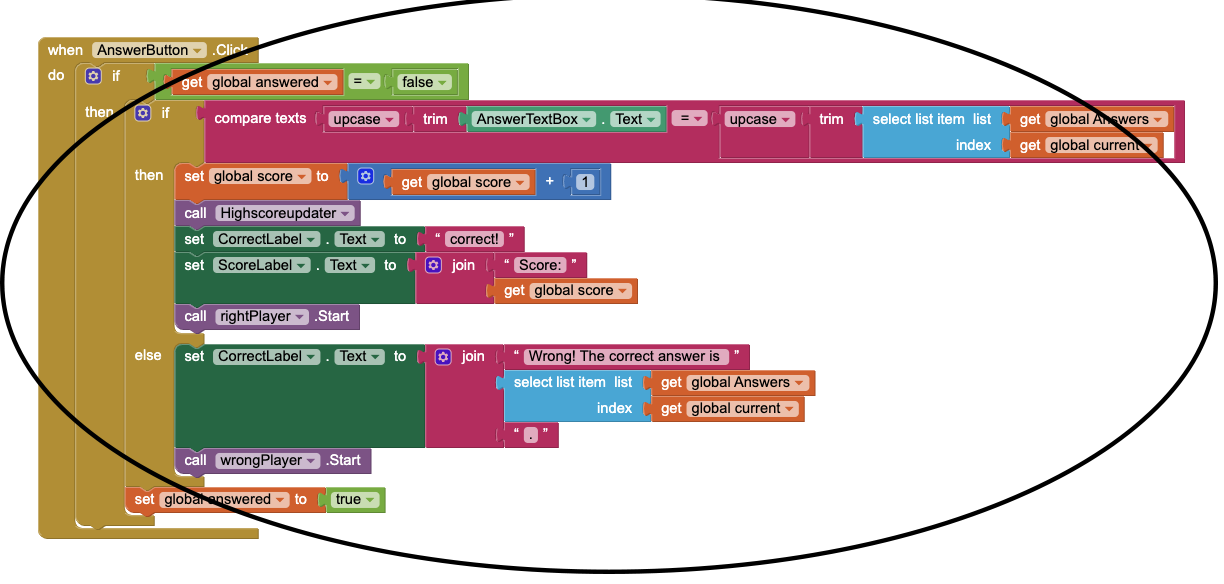 when AnswerButton .Click
do if get global answered = false
then if compare texts upcase trim AnswerTextBox . Text = upcase trim select list item list get global Answers
index get global current
then set global score to get global score + 1
call Highscoreupdater
set CorrectLabel . Text to “ correct! ”
set ScoreLabel . Text to join “ Score: ”
get global score
call rightPlayer .Start
else set CorrectLabel . Text to join “ Wrong! The correct answer is ”
select list item list get global Answers
index get global current
“ . ”
call wrongPlayer .Start
set global answered to true